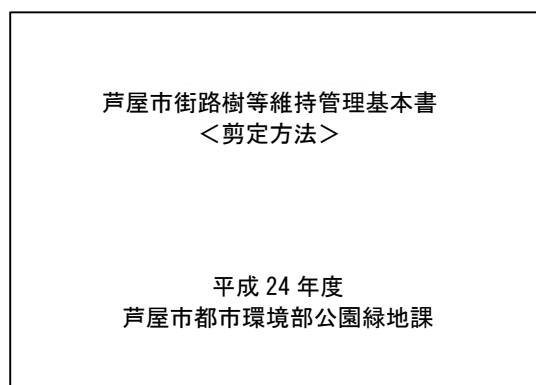 芦屋市街路樹等維持管理基本書
＜剪定方法＞
平成 24 年度
芦屋市都市環境部公園緑地課